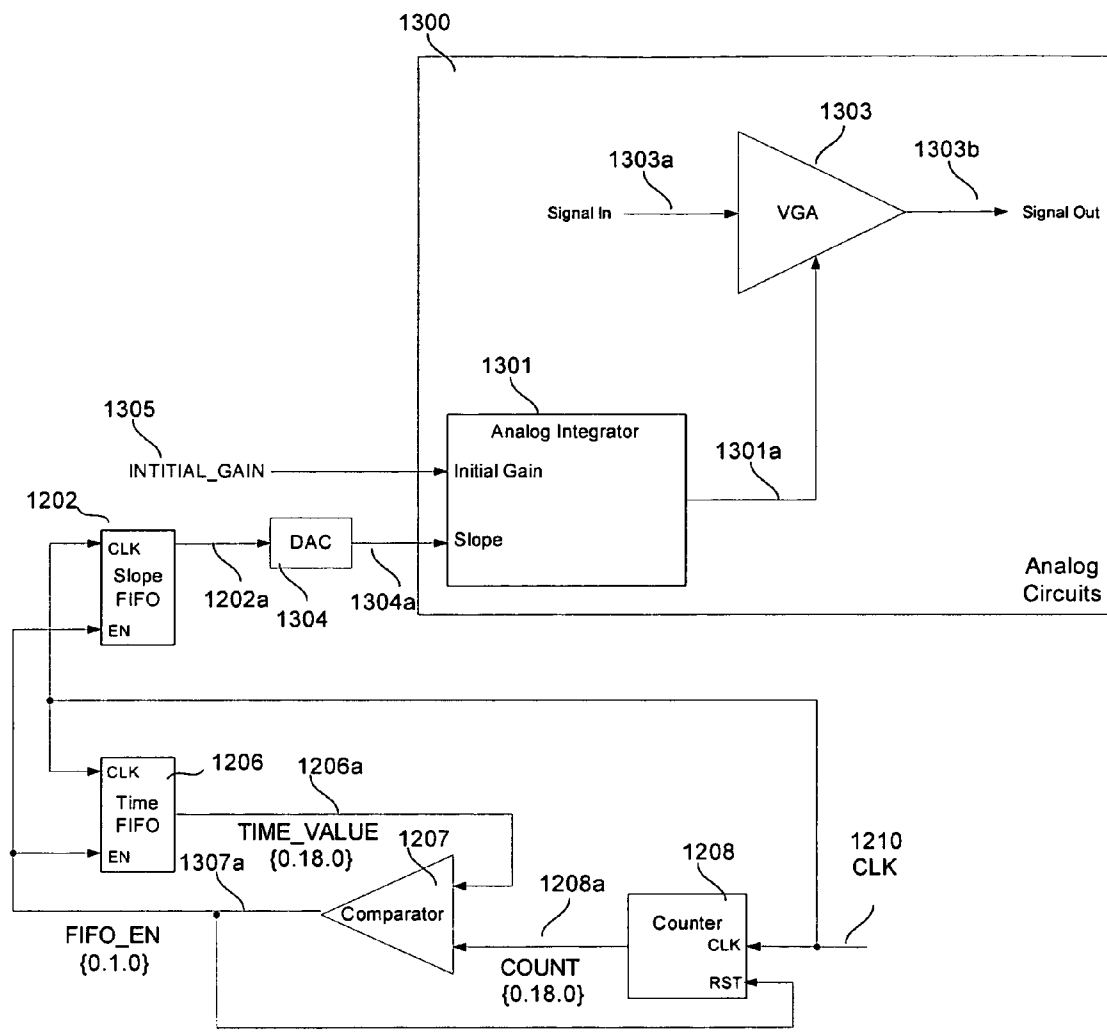 1300
1303
1303a
1303b
Signal In
VGA
Signal Out
1301
1305
Analog Integrator
1301a
INTITIAL_GAIN
Initial Gain
1202
CLK
DAC
Slope
Slope
FIFO
1202a
1304
1304a
Analog
Circuits
EN
1206
1206a
CLK
Time
FIFO
TIME_VALUE
{0.18.0}
1207
1208
1210
CLK
EN
1307a
1208a
Comparator
Counter
CLK
FIFO_EN
{0.1.0}
COUNT
{0.18.0}
RST